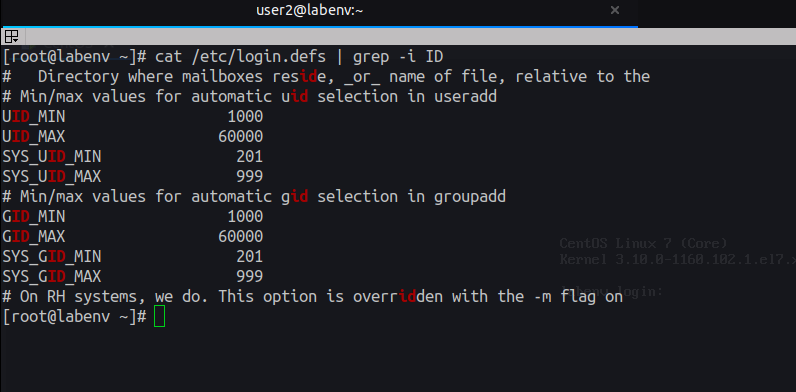 user2@labenv:~
[root@labenv ~]# cat /etc/login.defs | grep -i ID
#   Directory where mailboxes reside, _or_ name of file, relative to the
# Min/max values for automatic uid selection in useradd
UID_MIN                  1000
UID_MAX                 60000
SYS_UID_MIN               201
SYS_UID_MAX               999
# Min/max values for automatic gid selection in groupadd
GID_MIN                  1000
GID_MAX                 60000
SYS_GID_MIN               201
SYS_GID_MAX               999
# On RH systems, we do. This option is overridden with the -m flag on
[root@labenv ~]#
CentOS Linux 7 (Core)
Kernel 3.10.0-1160.102.1.el7.x
login: